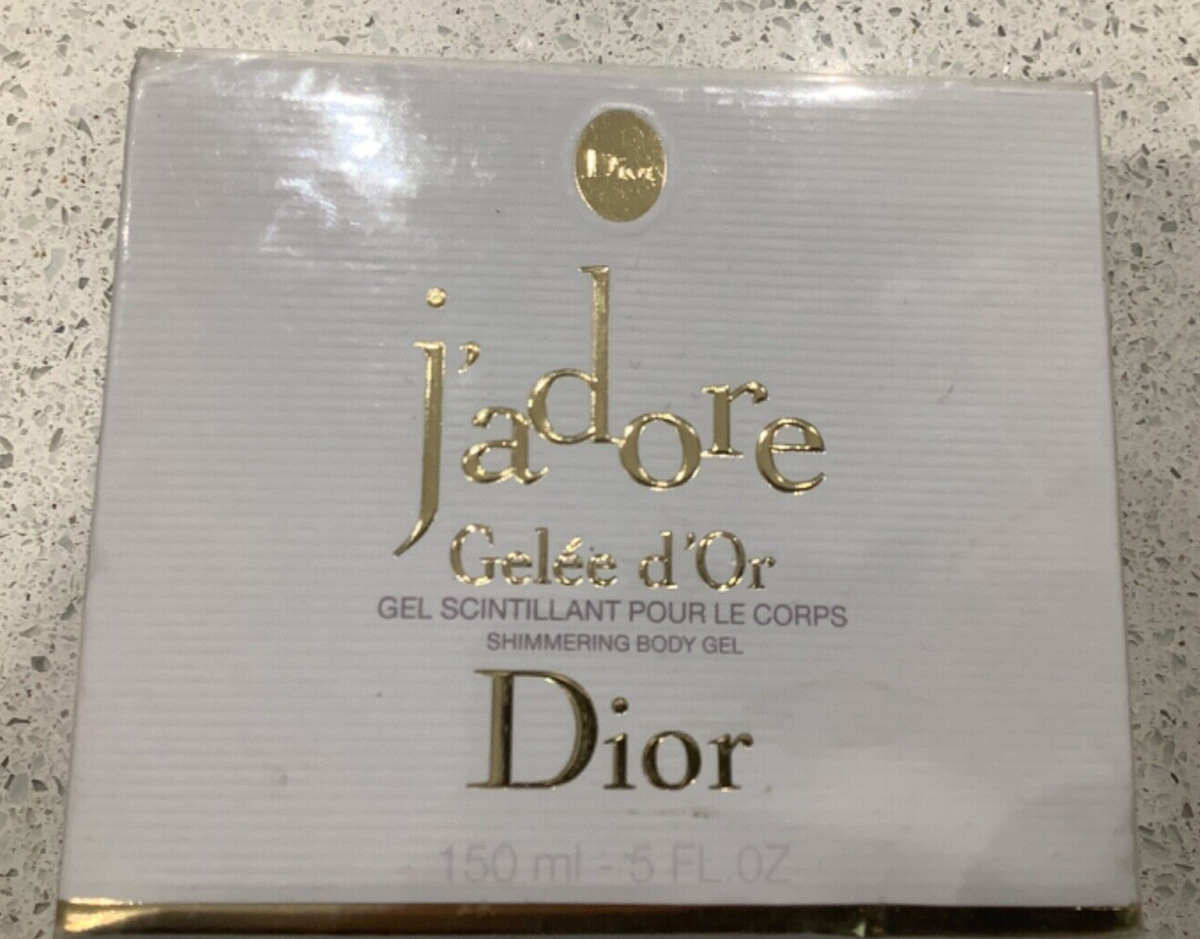 Dior
j'adore
Gelée d'Or
GEL SCINTILLANT POUR LE CORPS
SHIMMERING BODY GEL
Dior
150 ml - 5 FL.OZ